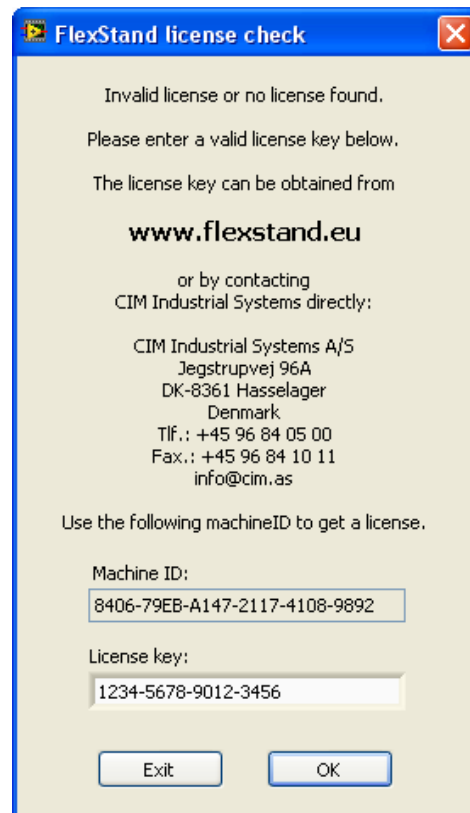 FlexStand license check
Invalid license or no license found.
Please enter a valid license key below.
The license key can be obtained from
www.flexstand.eu
or by contacting
CIM Industrial Systems directly:
CIM Industrial Systems A/S
Jegstrupvej 96A
DK-8361 Hasselager
Denmark
Tlf.: +45 96 84 05 00
Fax.: +45 96 84 10 11
info@cim.as
Use the following machineID to get a license.
Machine ID:
8406-79EB-A147-2117-4108-9892
License key:
1234-5678-9012-3456
Exit OK